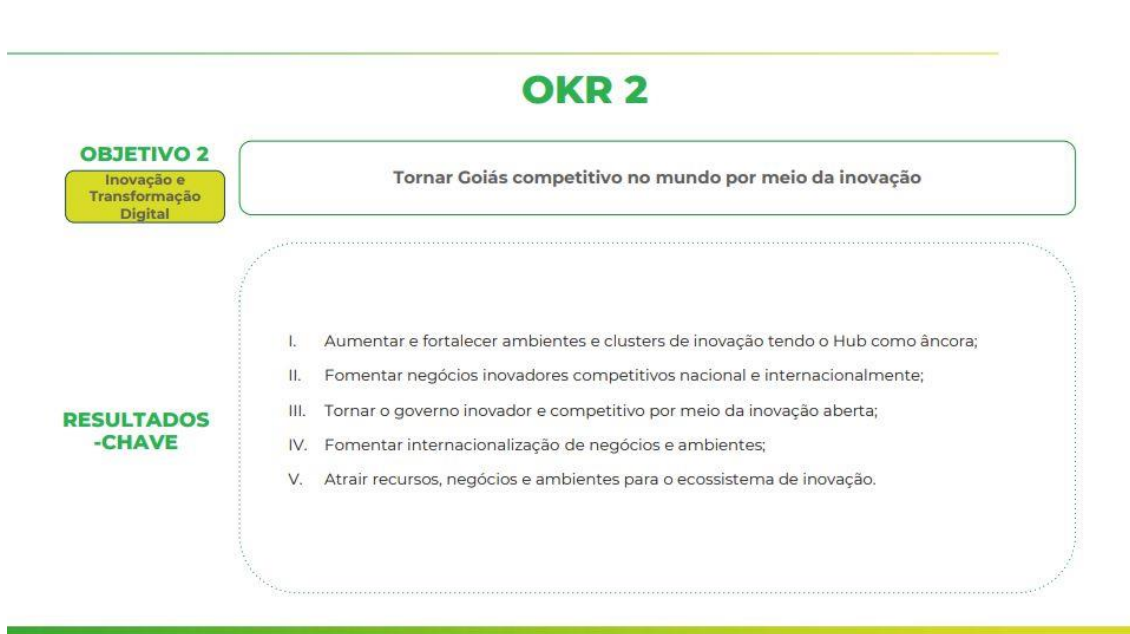 OKR 2
OBJETIVO 2
Inovação e
Transformação
Digital
Tornar Goiás competitivo no mundo por meio da inovação
RESULTADOS
-CHAVE
I. Aumentar e fortalecer ambientes e clusters de inovação tendo o Hub como âncora;
II. Fomentar negócios inovadores competitivos nacional e internacionalmente;
III. Tornar o governo inovador e competitivo por meio da inovação aberta;
IV. Fomentar internacionalização de negócios e ambientes;
V. Atrair recursos, negócios e ambientes para o ecossistema de inovação.